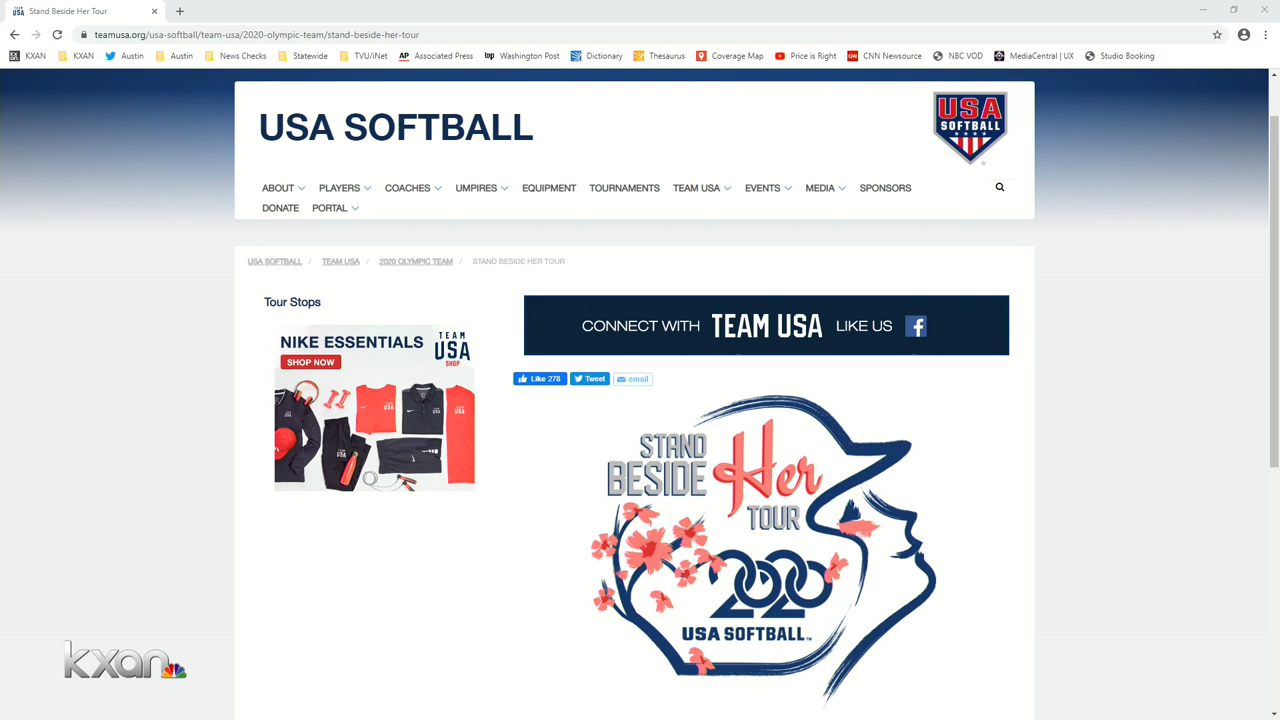 Stand Beside Her Tour
teamusa.org/usa-softball/team-usa/2020-olympic-team/stand-beside-her-tour
KXAN KXAN Austin Austin News Checks Statewide TVU/iNet AP Associated Press wp Washington Post Dictionary Thesaurus Coverage Map Price is Right CNN Newsource NBC VOD MediaCentral | UX Studio Booking
USA SOFTBALL
USA
SOFTBALL
ABOUT PLAYERS COACHES UMPIRES EQUIPMENT TOURNAMENTS TEAM USA EVENTS MEDIA SPONSORS
DONATE PORTAL
USA SOFTBALL / TEAM USA / 2020 OLYMPIC TEAM / STAND BESIDE HER TOUR
Tour Stops
NIKE ESSENTIALS
SHOP NOW
TEAM
USA
SHOP
CONNECT WITH TEAM USA LIKE US f
Like 278 Tweet email
STAND
BESIDE Her
TOUR
2020
USA SOFTBALL™
kxan